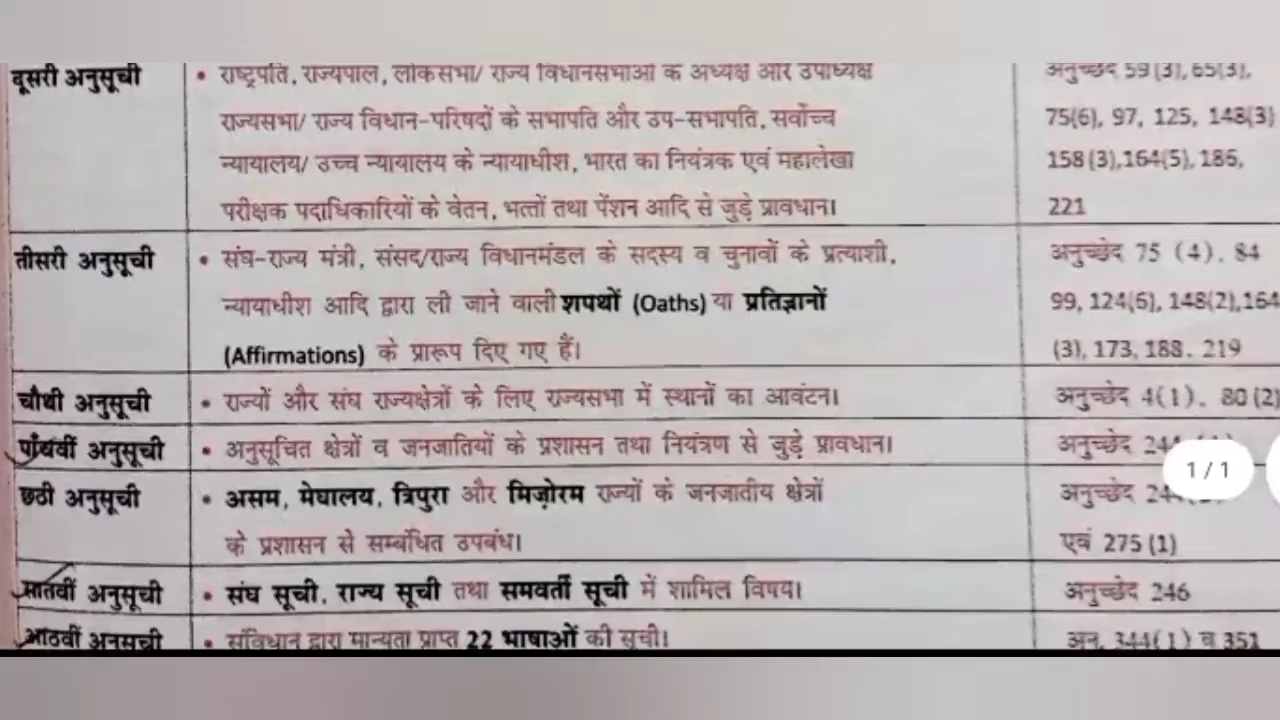 दूसरी अनुसूची
• राष्ट्रपति, राज्यपाल, लोकसभा/ राज्य विधानसभाओं के अध्यक्ष और उपाध्यक्ष
अनुच्छेद 59(3), 65(3),
राज्यसभा/ राज्य विधान-परिषदों के सभापति और उप-सभापति, सर्वोच्च
75(6), 97, 125, 148(3)
न्यायालय/ उच्च न्यायालय के न्यायाधीश, भारत का नियंत्रक एवं महालेखा
158(3),164(5), 186,
परीक्षक पदाधिकारियों के वेतन, भत्तों तथा पेंशन आदि से जुड़े प्रावधान।
221
तीसरी अनुसूची
• संघ-राज्य मंत्री, संसद/राज्य विधानमंडल के सदस्य व चुनावों के प्रत्याशी,
अनुच्छेद 75 (4), 84
न्यायाधीश आदि द्वारा ली जाने वाली शपथों (Oaths) या प्रतिज्ञानों
99, 124(6), 148(2),164
(Affirmations) के प्रारूप दिए गए हैं।
(3), 173, 188, 219
चौथी अनुसूची
• राज्यों और संघ राज्यक्षेत्रों के लिए राज्यसभा में स्थानों का आवंटन।
अनुच्छेद 4(1), 80(2)
पाँचवीं अनुसूची
• अनुसूचित क्षेत्रों व जनजातियों के प्रशासन तथा नियंत्रण से जुड़े प्रावधान।
अनुच्छेद
1/1
छठी अनुसूची
• असम, मेघालय, त्रिपुरा और मिज़ोरम राज्यों के जनजातीय क्षेत्रों
अनुच्छेद
के प्रशासन से सम्बंधित उपबंध।
एवं 275(1)
सातवीं अनुसूची
• संघ सूची, राज्य सूची तथा समवर्ती सूची में शामिल विषय।
अनुच्छेद 246
आठवीं अनुसूची
• संविधान द्वारा मान्यता प्राप्त 22 भाषाओं की सूची।
अनु. 344(1) व 351